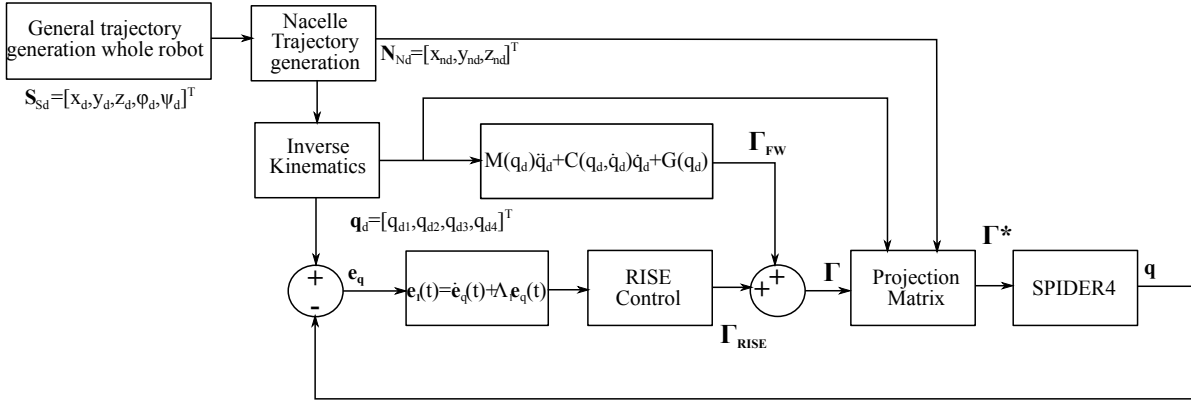 General trajectory
generation whole robot
S_Sd=[x_d,y_d,z_d,φ_d,ψ_d]^T
Nacelle
Trajectory
generation
N_Nd=[x_nd,y_nd,z_nd]^T
Inverse
Kinematics
M(q_d)q̈_d+C(q_d,q̇_d)q̇_d+G(q_d)
Γ_FW
q_d=[q_d1,q_d2,q_d3,q_d4]^T
+
-
e_q
e_1(t)=ė_q(t)+Λ_1e_q(t)
RISE
Control
Γ_RISE
+
+
Γ
Projection
Matrix
Γ*
SPIDER4
q